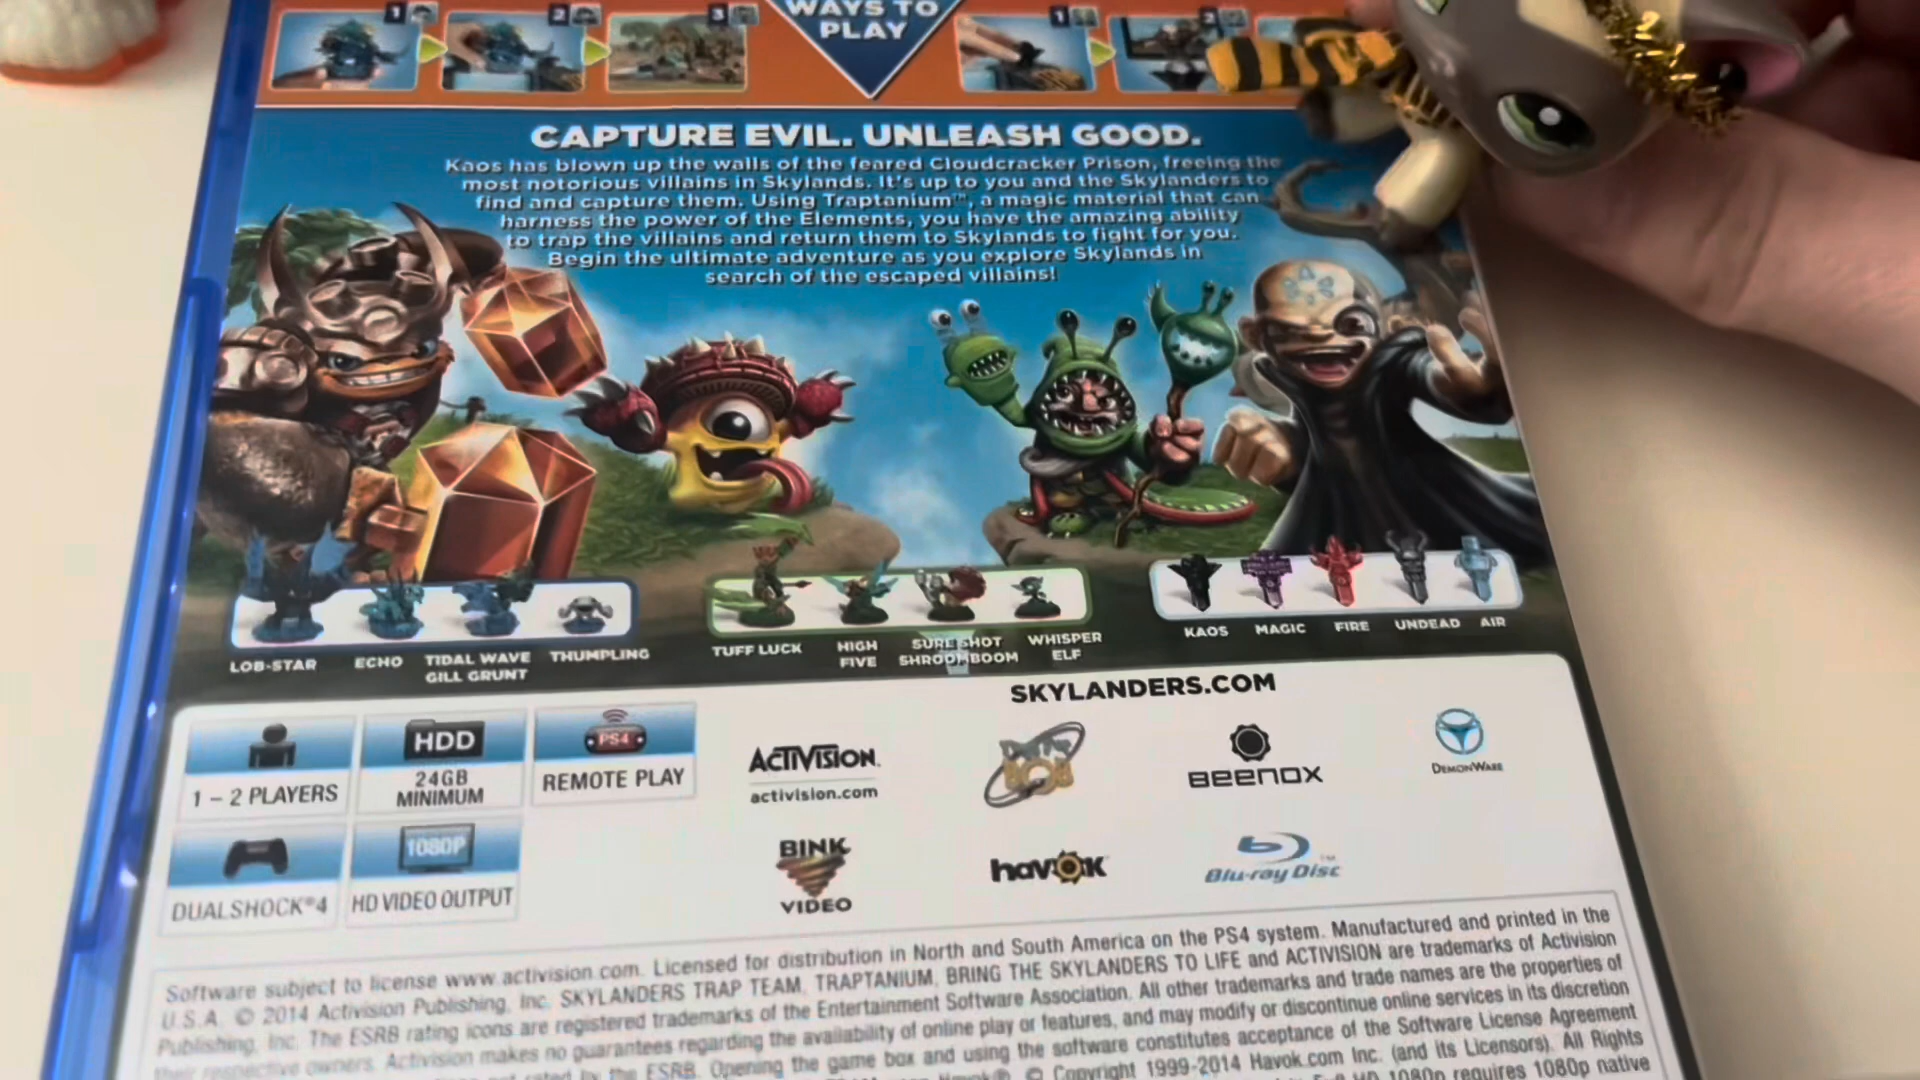 1
2
3
WAYS TO
PLAY
1
2
CAPTURE EVIL. UNLEASH GOOD.
Kaos has blown up the walls of the feared Cloudcracker Prison, freeing the
most notorious villains in Skylands. It's up to you and the Skylanders to
find and capture them. Using Traptanium™, a magic material that can
harness the power of the Elements, you have the amazing ability
to trap the villains and return them to Skylands to fight for you.
Begin the ultimate adventure as you explore Skylands in
search of the escaped villains!
LOB-STAR
ECHO
TIDAL WAVE
GILL GRUNT
THUMPLING
TUFF LUCK
HIGH
FIVE
SURE SHOT
SHROOMBOOM
WHISPER
ELF
KAOS
MAGIC
FIRE
UNDEAD
AIR
SKYLANDERS.COM
1 – 2 PLAYERS
HDD
24GB
MINIMUM
PS4
REMOTE PLAY
DUALSHOCK®4
1080P
HD VIDEO OUTPUT
ACTIVISION.
activision.com
BEENOX
DEMONWARE
BINK
VIDEO
havok
Blu-ray Disc™
Software subject to license www.activision.com. Licensed for distribution in North and South America on the PS4 system. Manufactured and printed in the
U.S.A. © 2014 Activision Publishing, Inc. SKYLANDERS TRAP TEAM, TRAPTANIUM, BRING THE SKYLANDERS TO LIFE and ACTIVISION are trademarks of Activision
Publishing, Inc. The ESRB rating icons are registered trademarks of the Entertainment Software Association. All other trademarks and trade names are the properties of
their respective owners. Activision makes no guarantees regarding the availability of online play or features, and may modify or discontinue online services in its discretion
not rated by the ESRB. Opening the game box and using the software constitutes acceptance of the Software License Agreement
© Copyright 1999-2014 Havok.com Inc. (and its Licensors). All Rights
HD 1080p requires 1080p native